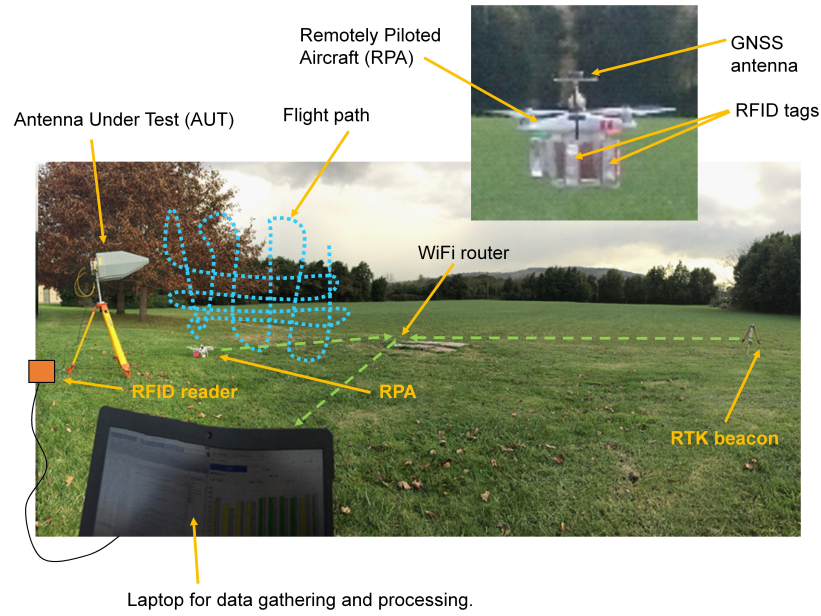 Remotely Piloted
Aircraft (RPA)
GNSS
antenna
RFID tags
Antenna Under Test (AUT)
Flight path
WiFi router
RFID reader
RPA
RTK beacon
Laptop for data gathering and processing.